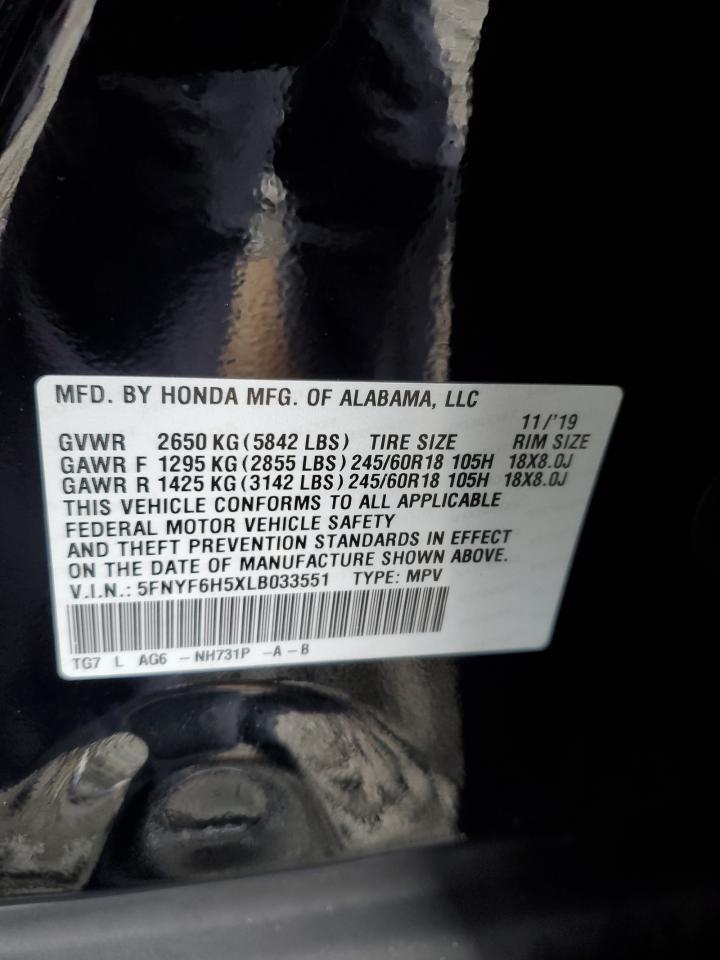 MFD. BY HONDA MFG. OF ALABAMA, LLC
11/'19
GVWR 2650 KG (5842 LBS) TIRE SIZE RIM SIZE
GAWR F 1295 KG (2855 LBS) 245/60R18 105H 18X8.0J
GAWR R 1425 KG (3142 LBS) 245/60R18 105H 18X8.0J
THIS VEHICLE CONFORMS TO ALL APPLICABLE
FEDERAL MOTOR VEHICLE SAFETY
AND THEFT PREVENTION STANDARDS IN EFFECT
ON THE DATE OF MANUFACTURE SHOWN ABOVE.
V.I.N.: 5FNYF6H5XLB033551 TYPE: MPV
TG7 L AG6 -NH731P -A-B